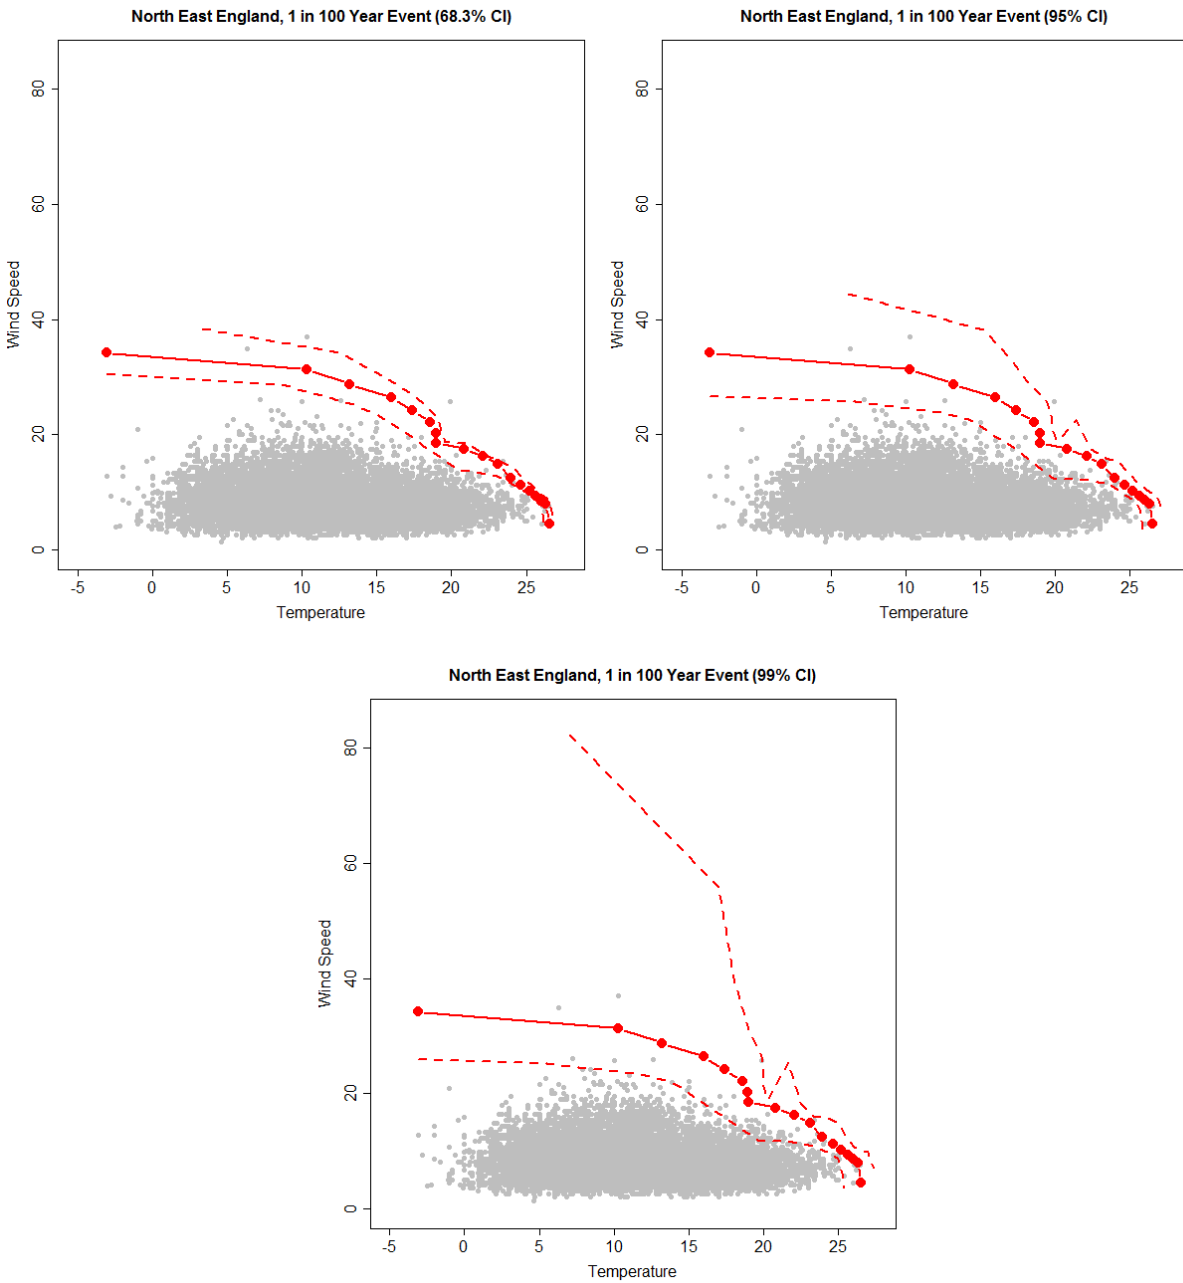 North East England, 1 in 100 Year Event (68.3% CI)
80
60
40
20
0
Wind Speed
-5 0 5 10 15 20 25
Temperature
North East England, 1 in 100 Year Event (95% CI)
80
60
40
20
0
Wind Speed
-5 0 5 10 15 20 25
Temperature
North East England, 1 in 100 Year Event (99% CI)
80
60
40
20
0
Wind Speed
-5 0 5 10 15 20 25
Temperature